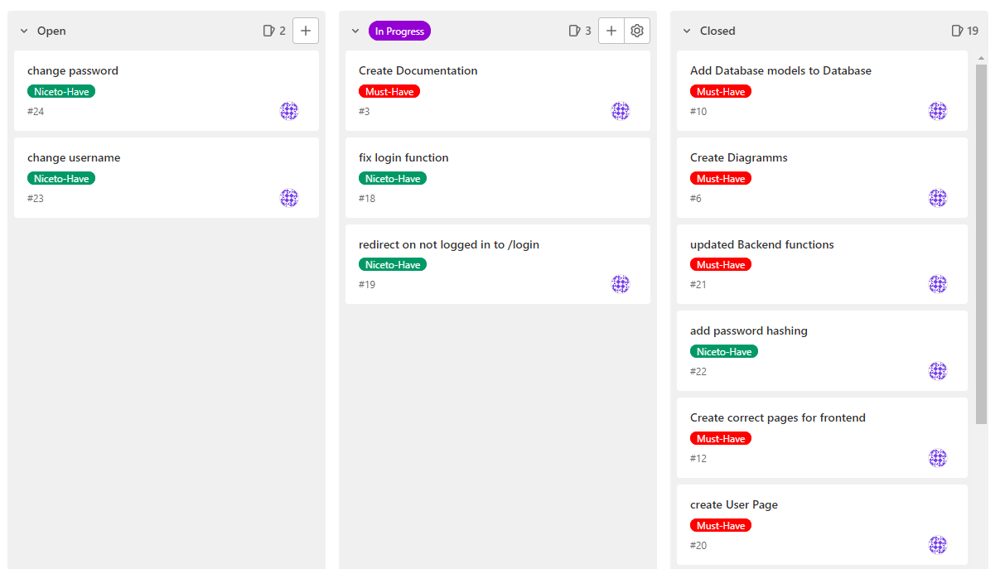 Open
2
change password
Niceto-Have
#24
change username
Niceto-Have
#23
In Progress
3
Create Documentation
Must-Have
#3
fix login function
Niceto-Have
#18
redirect on not logged in to /login
Niceto-Have
#19
Closed
19
Add Database models to Database
Must-Have
#10
Create Diagramms
Must-Have
#6
updated Backend functions
Must-Have
#21
add password hashing
Niceto-Have
#22
Create correct pages for frontend
Must-Have
#12
create User Page
Must-Have
#20